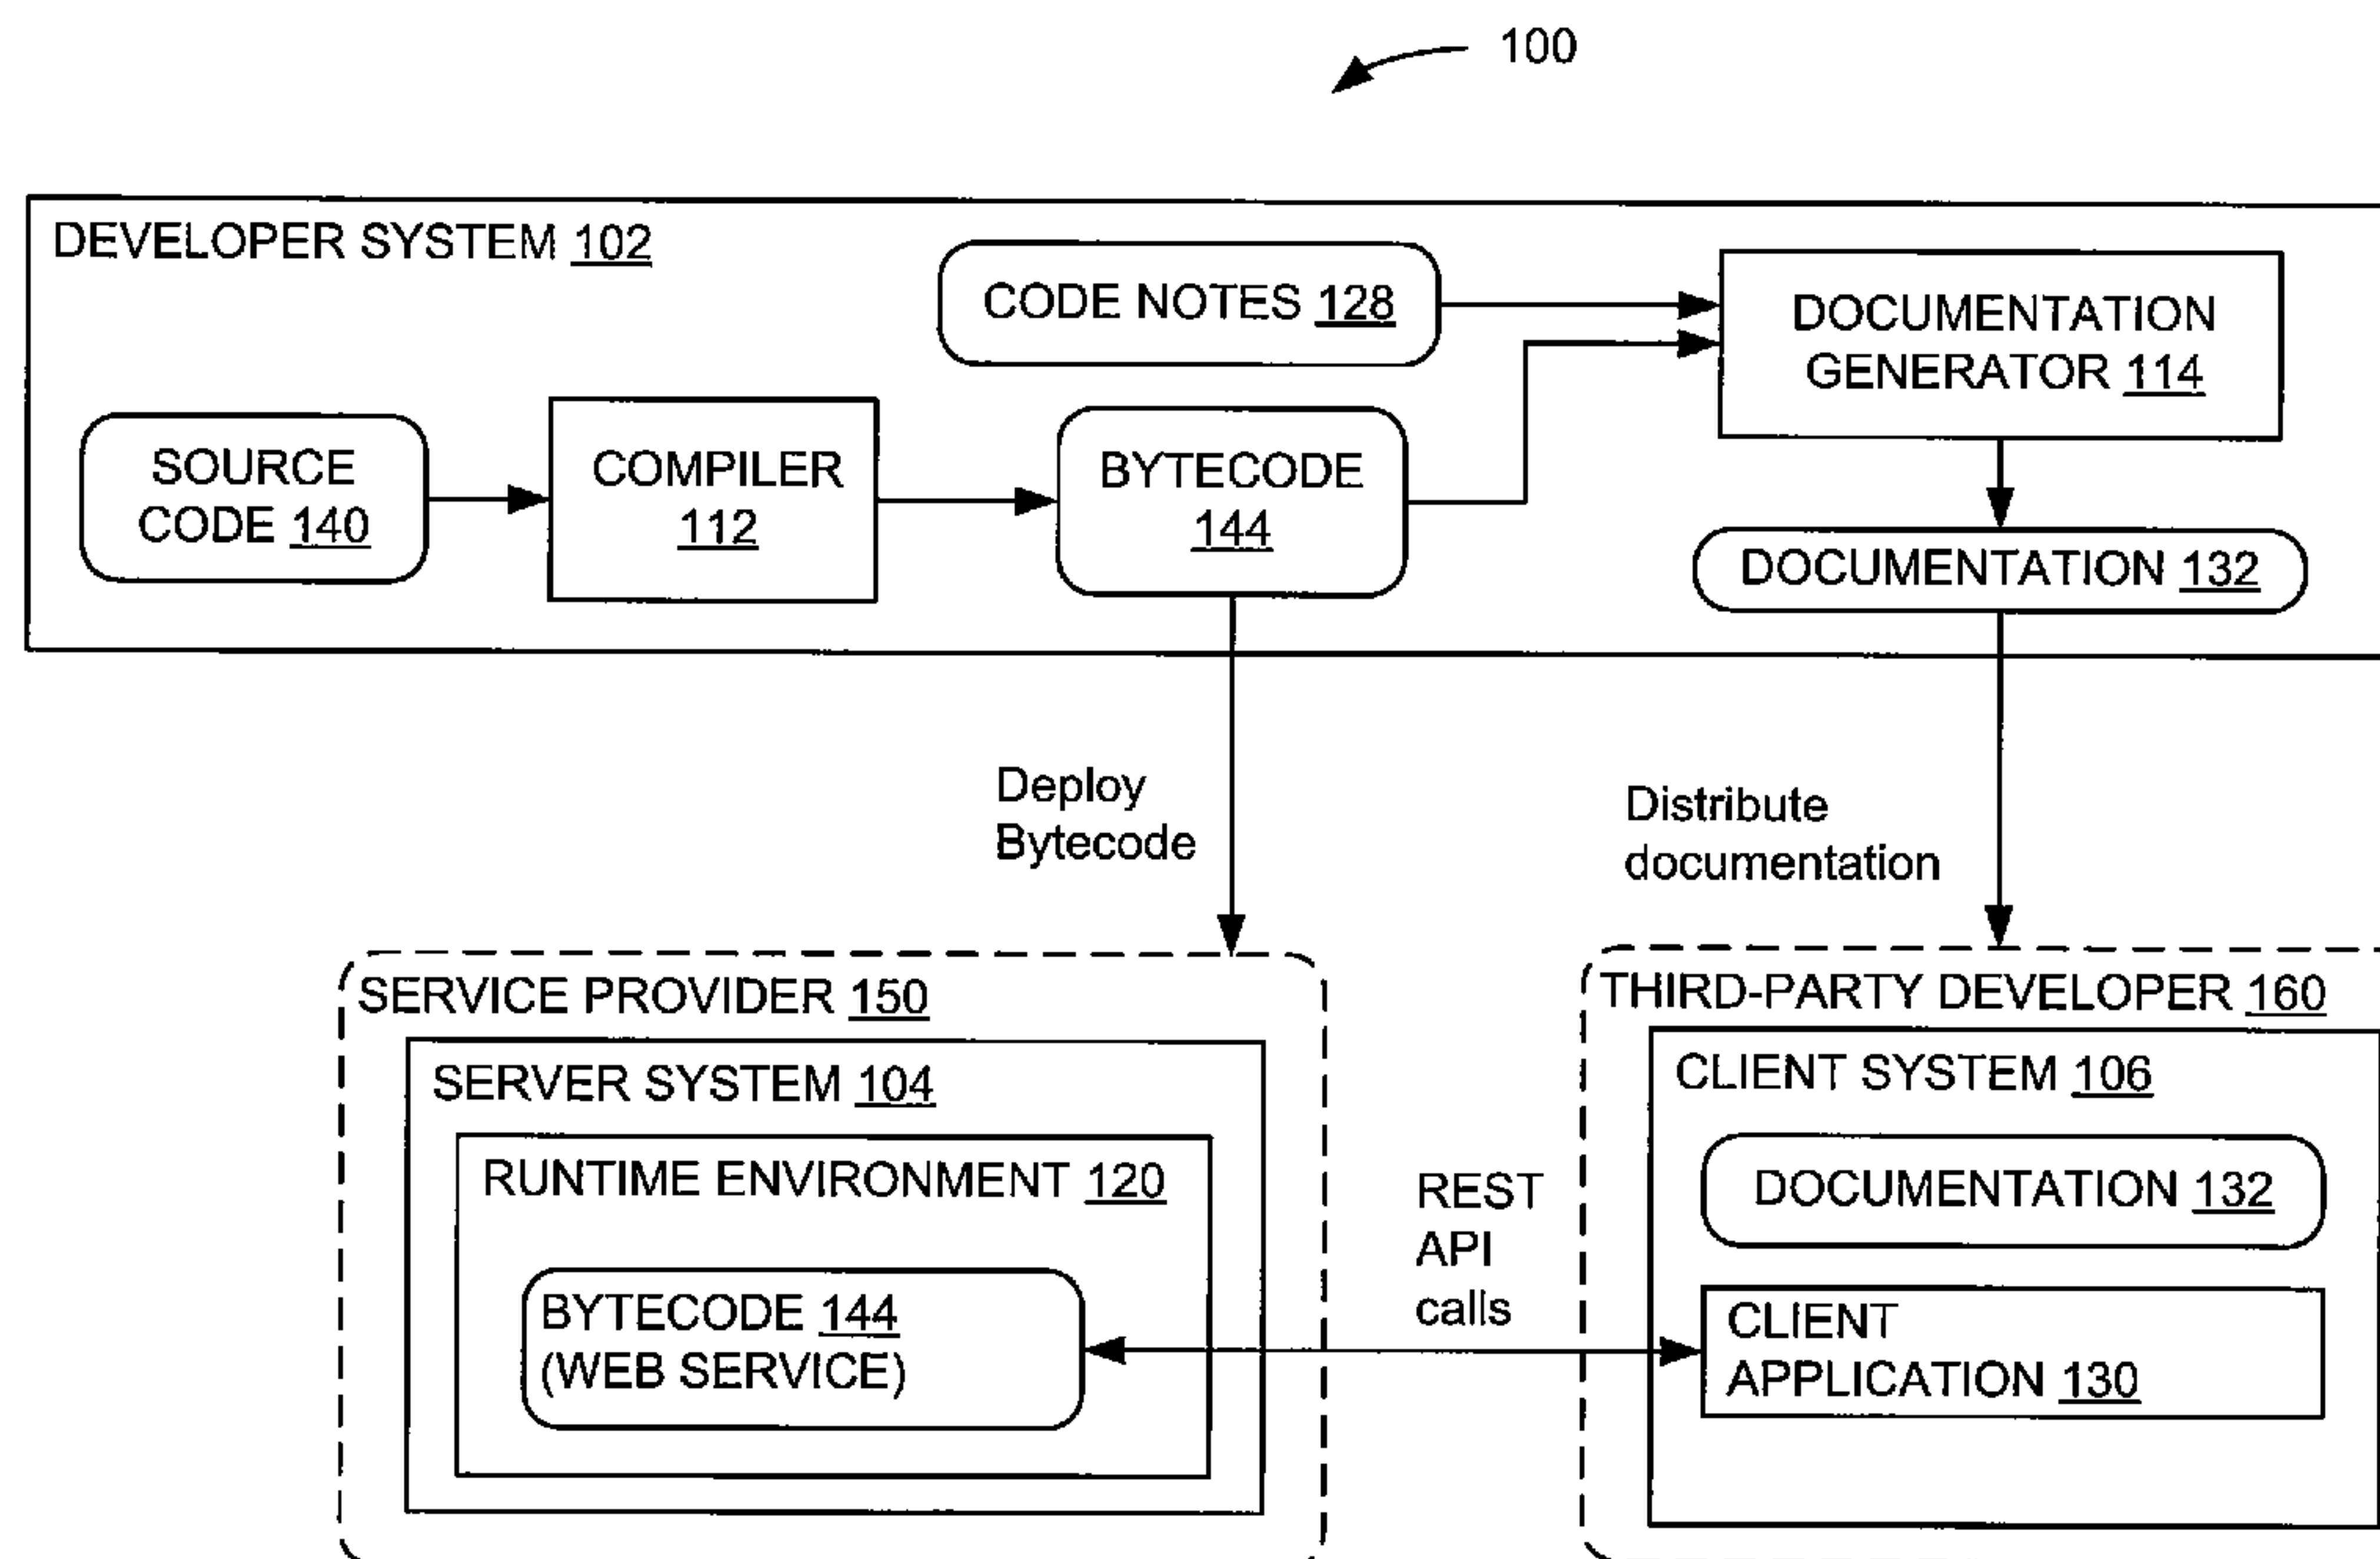 100
DEVELOPER SYSTEM 102
CODE NOTES 128
DOCUMENTATION
GENERATOR 114
SOURCE
CODE 140
COMPILER
112
BYTECODE
144
DOCUMENTATION 132
Deploy
Bytecode
Distribute
documentation
SERVICE PROVIDER 150
SERVER SYSTEM 104
RUNTIME ENVIRONMENT 120
BYTECODE 144
(WEB SERVICE)
REST
API
calls
THIRD-PARTY DEVELOPER 160
CLIENT SYSTEM 106
DOCUMENTATION 132
CLIENT
APPLICATION 130